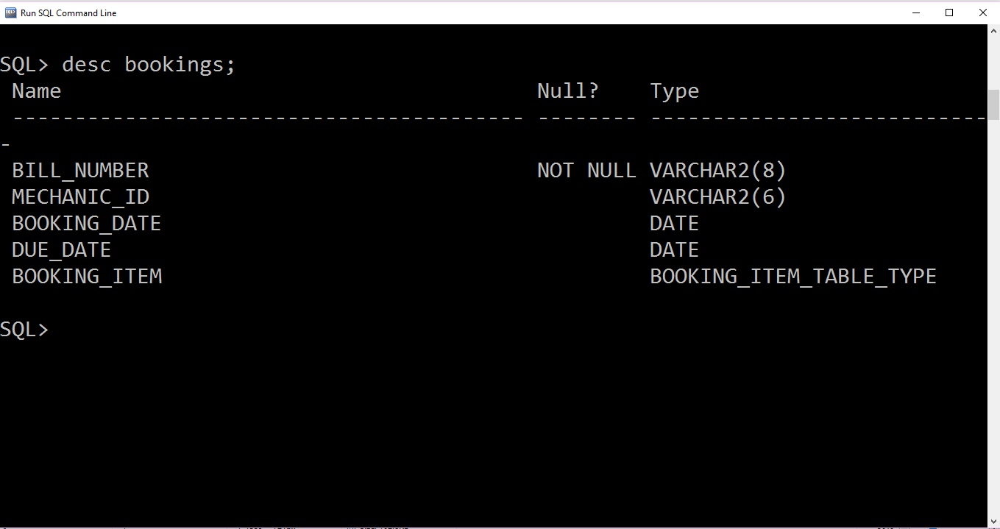 Run SQL Command Line
SQL> desc bookings;
Name Null? Type
----------------------------------------- -------- ---------------------------
-
BILL_NUMBER NOT NULL VARCHAR2(8)
MECHANIC_ID VARCHAR2(6)
BOOKING_DATE DATE
DUE_DATE DATE
BOOKING_ITEM BOOKING_ITEM_TABLE_TYPE
SQL>